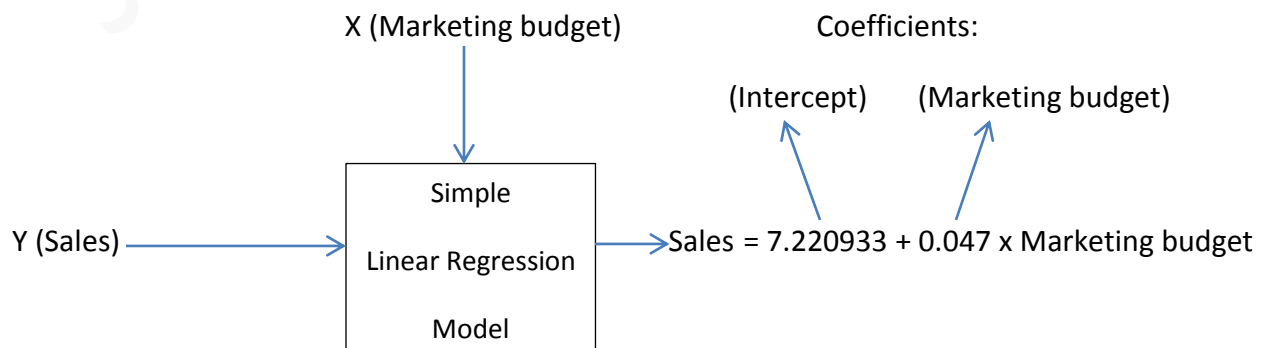 X (Marketing budget)
Coefficients:
(Intercept)
(Marketing budget)
Simple
Linear Regression
Model
Y (Sales)
Sales = 7.220933 + 0.047 x Marketing budget